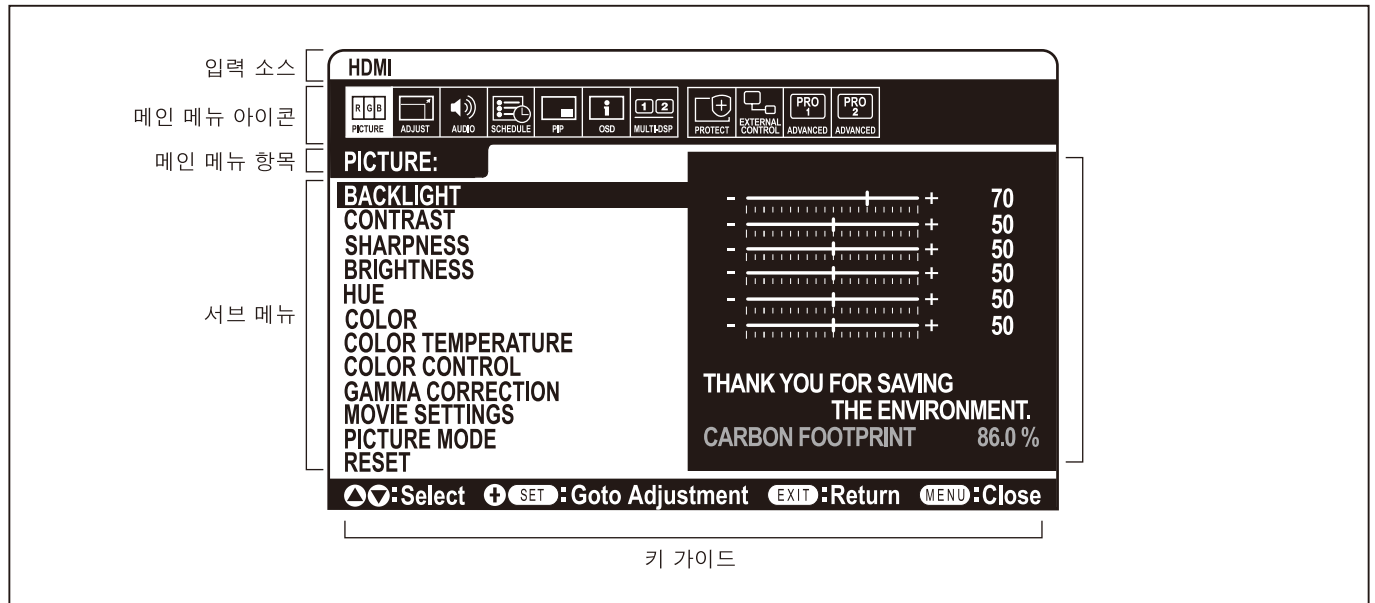 입력 소스
HDMI
메인 메뉴 아이콘
RGB PICTURE
ADJUST
AUDIO
SCHEDULE
PIP
OSD
1 2 MULTI-DSP
PROTECT
EXTERNAL CONTROL
PRO 1 ADVANCED
PRO 2 ADVANCED
메인 메뉴 항목
PICTURE:
서브 메뉴
BACKLIGHT - + 70
CONTRAST - + 50
SHARPNESS - + 50
BRIGHTNESS - + 50
HUE - + 50
COLOR - + 50
COLOR TEMPERATURE
COLOR CONTROL
GAMMA CORRECTION
MOVIE SETTINGS
PICTURE MODE
RESET
THANK YOU FOR SAVING
THE ENVIRONMENT.
CARBON FOOTPRINT 86.0 %
:Select + SET :Goto Adjustment EXIT :Return MENU :Close
키 가이드